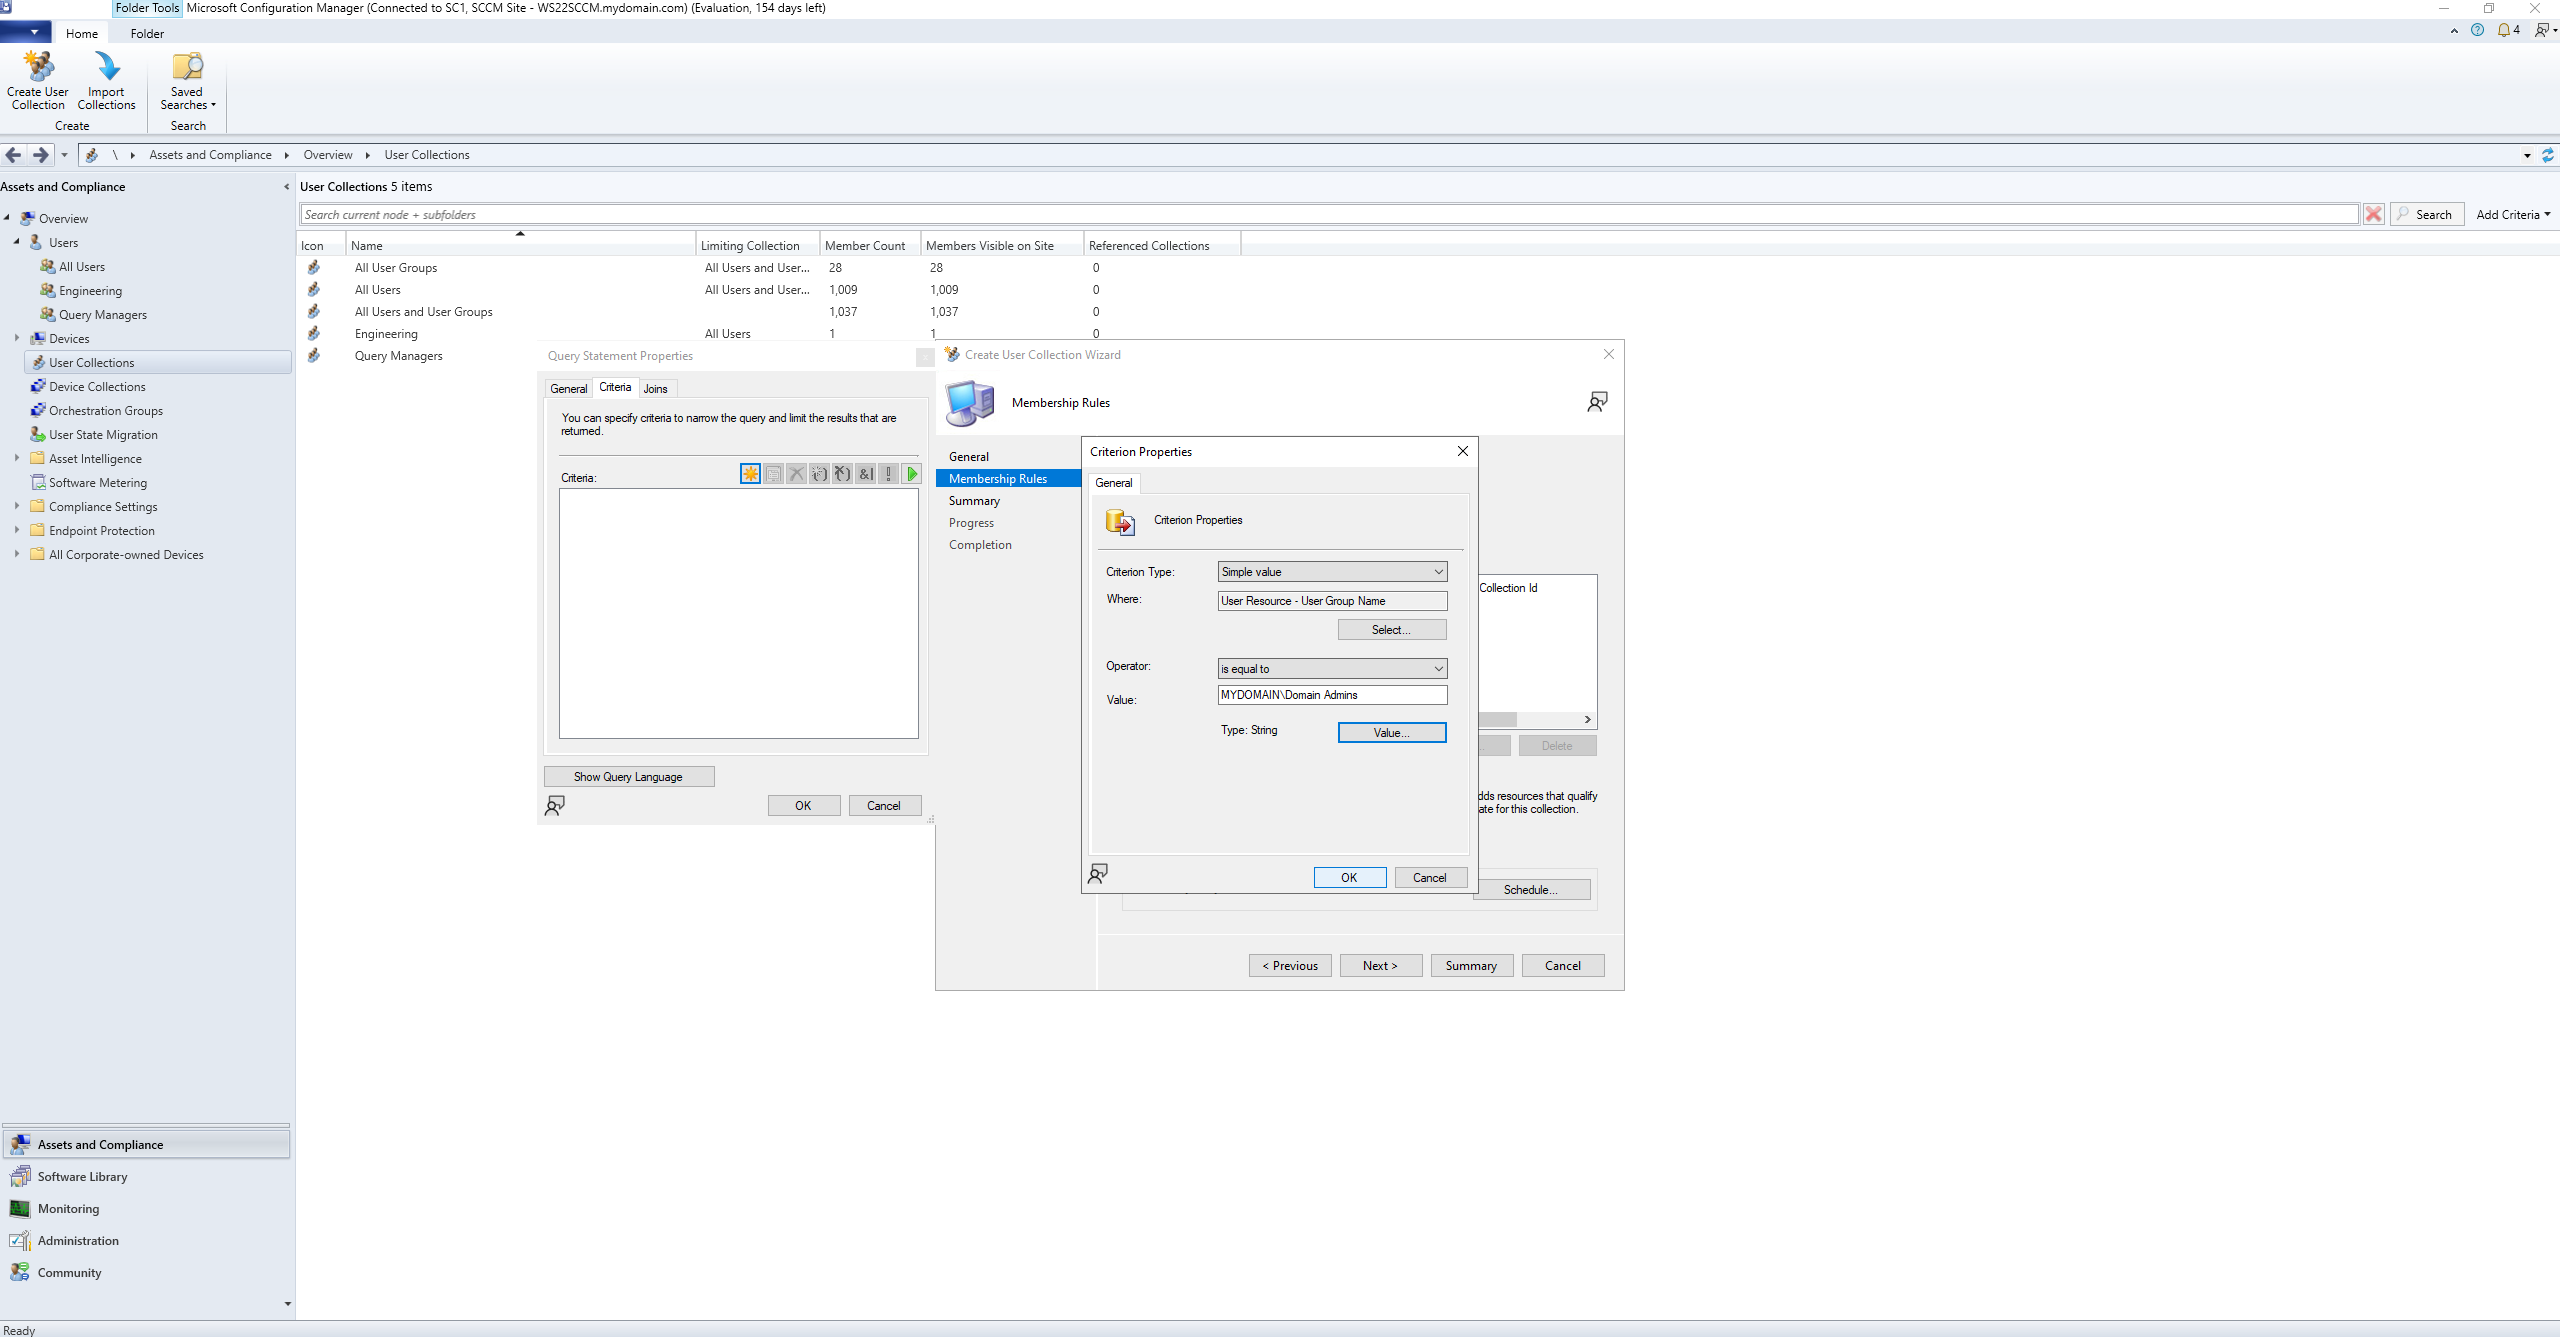 Folder Tools Microsoft Configuration Manager (Connected to SC1, SCCM Site - WS22SCCM.mydomain.com) (Evaluation, 154 days left)
Home Folder
4
Create User Collection
Import Collections
Saved Searches
Create
Search
\ Assets and Compliance Overview User Collections
Assets and Compliance
Overview
Users
All Users
Engineering
Query Managers
Devices
User Collections
Device Collections
Orchestration Groups
User State Migration
Asset Intelligence
Software Metering
Compliance Settings
Endpoint Protection
All Corporate-owned Devices
Assets and Compliance
Software Library
Monitoring
Administration
Community
User Collections 5 items
Search current node + subfolders
Search
Add Criteria
Icon Name Limiting Collection Member Count Members Visible on Site Referenced Collections
All User Groups All Users and User... 28 28 0
All Users All Users and User... 1,009 1,009 0
All Users and User Groups 1,037 1,037 0
Engineering All Users 1 1 0
Query Managers
Query Statement Properties
General Criteria Joins
You can specify criteria to narrow the query and limit the results that are
returned.
Criteria:
Show Query Language
OK Cancel
Create User Collection Wizard
Membership Rules
General
Membership Rules
Summary
Progress
Completion
Collection Id
Delete
resources that qualify
for this collection.
Schedule...
< Previous Next > Summary Cancel
Criterion Properties
General
Criterion Properties
Criterion Type: Simple value
Where: User Resource - User Group Name
Select...
Operator: is equal to
Value: MYDOMAIN\Domain Admins
Type: String Value...
OK Cancel
Ready